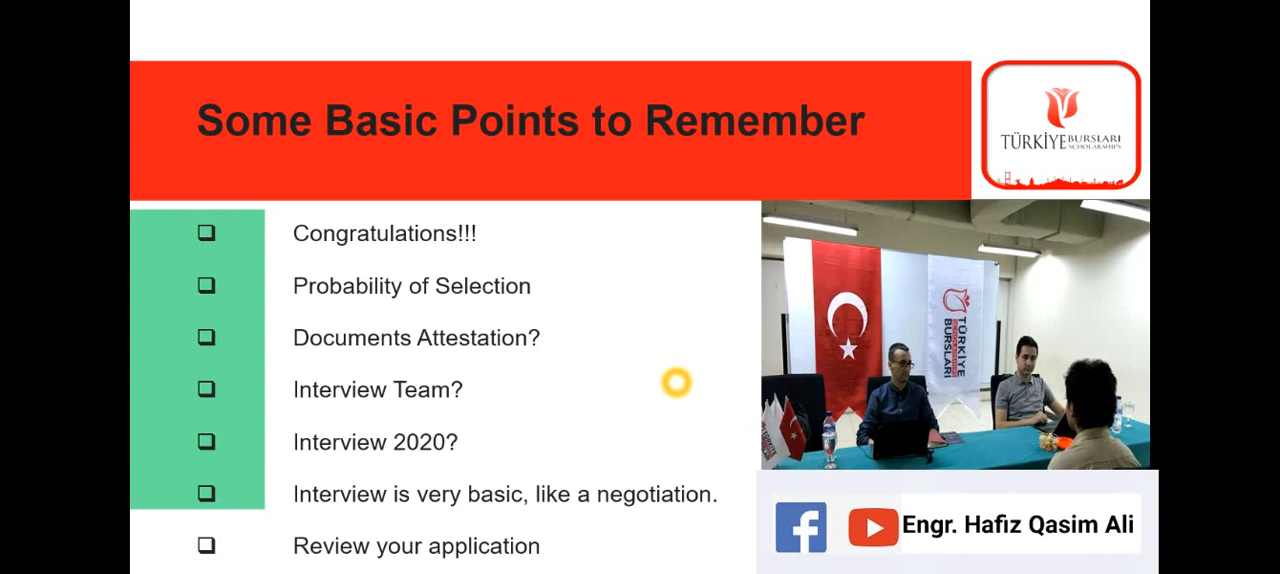 Some Basic Points to Remember
TÜRKİYE BURSLARI
SCHOLARSHIPS
Congratulations!!!
Probability of Selection
Documents Attestation?
Interview Team?
Interview 2020?
Interview is very basic, like a negotiation.
Review your application
TÜRKİYE
BURSLARI
Engr. Hafiz Qasim Ali